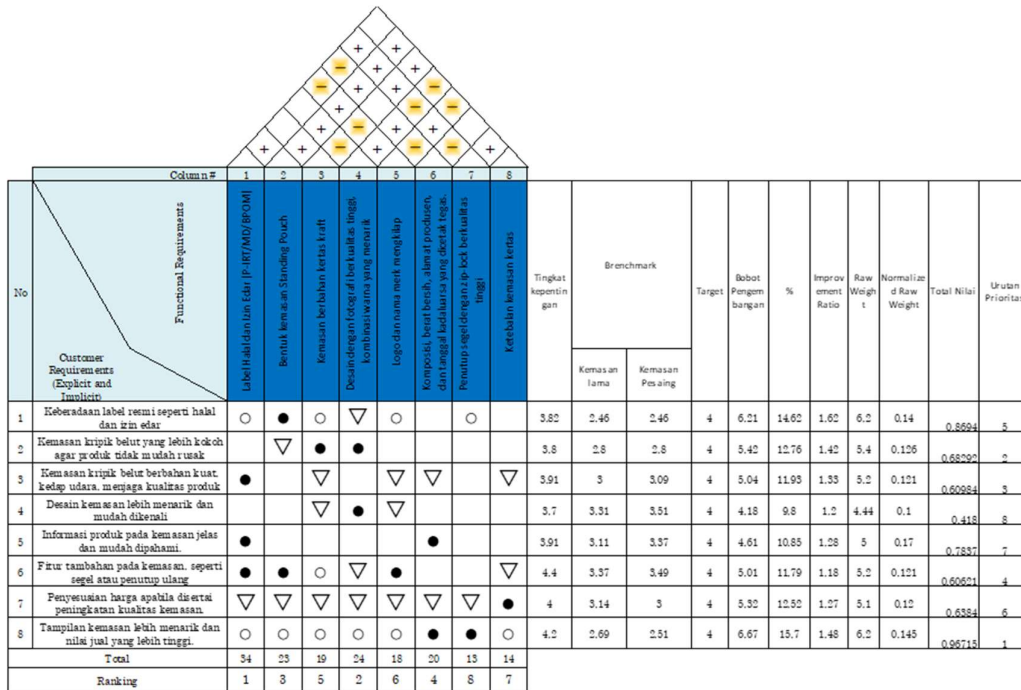 +
+ +
− + +
− + + −
+ + − −
+ − + −
+ + − + − − +
Column # 1 2 3 4 5 6 7 8
No
Functional Requirements
Customer
Requirements
(Explicit and
Implicit)
Label Halal dan Izin Edar (P-IRT/MD/BPOM)
Bentuk kemasan Standing Pouch
Kemasan berbahan kertas kraft
Desain dengan fotografi berkualitas tinggi,
kombinasi warna yang menarik
Logo dan nama merk mengkilap
Komposisi, berat bersih, alamat produsen,
dan tanggal kadaluarsa yang dicetak tegas.
Penutup segel dengan zip-lock berkualitas
tinggi
Ketebalan kemasan kertas
Tingkat
kepentin
gan
Brenchmark
Kemasan
lama
Kemasan
Pesaing
Target
Bobot
Pengem
bangan
%
Improv
ement
Ratio
Raw
Weigh
t
Normalize
d Raw
Weight
Total Nilai
Urutan
Prioritas
1 Keberadaan label resmi seperti halal
dan izin edar
○ ● ○ ▽ ○ ○ 3.82 2.46 2.46 4 6.21 14.62 1.62 6.2 0.14 0.8694 5
2 Kemasan kripik belut yang lebih kokoh
agar produk tidak mudah rusak
▽ ● ● 3.8 2.8 2.8 4 5.42 12.76 1.42 5.4 0.126 0.68292 2
3 Kemasan kripik belut berbahan kuat,
kedap udara, menjaga kualitas produk
● ▽ ▽ ▽ ▽ 3.91 3 3.09 4 5.04 11.93 1.33 5.2 0.121 0.60984 3
4 Desain kemasan lebih menarik dan
mudah dikenali
▽ ● ▽ 3.7 3.31 3.51 4 4.18 9.8 1.2 4.44 0.1 0.418 8
5 Informasi produk pada kemasan jelas
dan mudah dipahami.
● ● 3.91 3.11 3.37 4 4.61 10.85 1.28 5 0.17 0.7837 7
6 Fitur tambahan pada kemasan, seperti
segel atau penutup ulang
● ● ○ ▽ ● ▽ 4.4 3.37 3.49 4 5.01 11.79 1.18 5.2 0.121 0.60621 4
7 Penyesuaian harga apabila disertai
peningkatan kualitas kemasan.
▽ ▽ ▽ ▽ ▽ ▽ ▽ ● 4 3.14 3 4 5.32 12.52 1.27 5.1 0.12 0.6384 6
8 Tampilan kemasan lebih menarik dan
nilai jual yang lebih tinggi.
○ ○ ○ ○ ○ ● ● ○ 4.2 2.69 2.51 4 6.67 15.7 1.48 6.2 0.145 0.96715 1
Total 34 23 19 24 18 20 13 14
Ranking 1 3 5 2 6 4 8 7